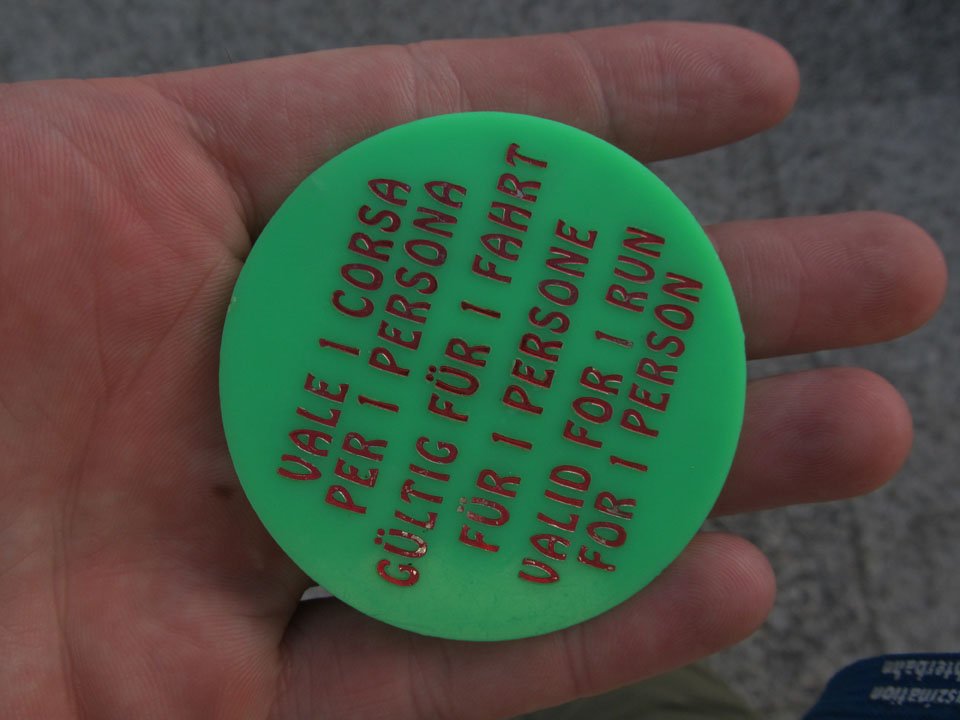 VALE 1 CORSA
PER 1 PERSONA
GÜLTIG FÜR 1 FAHRT
FÜR 1 PERSONE
VALID FOR 1 RUN
FOR 1 PERSON